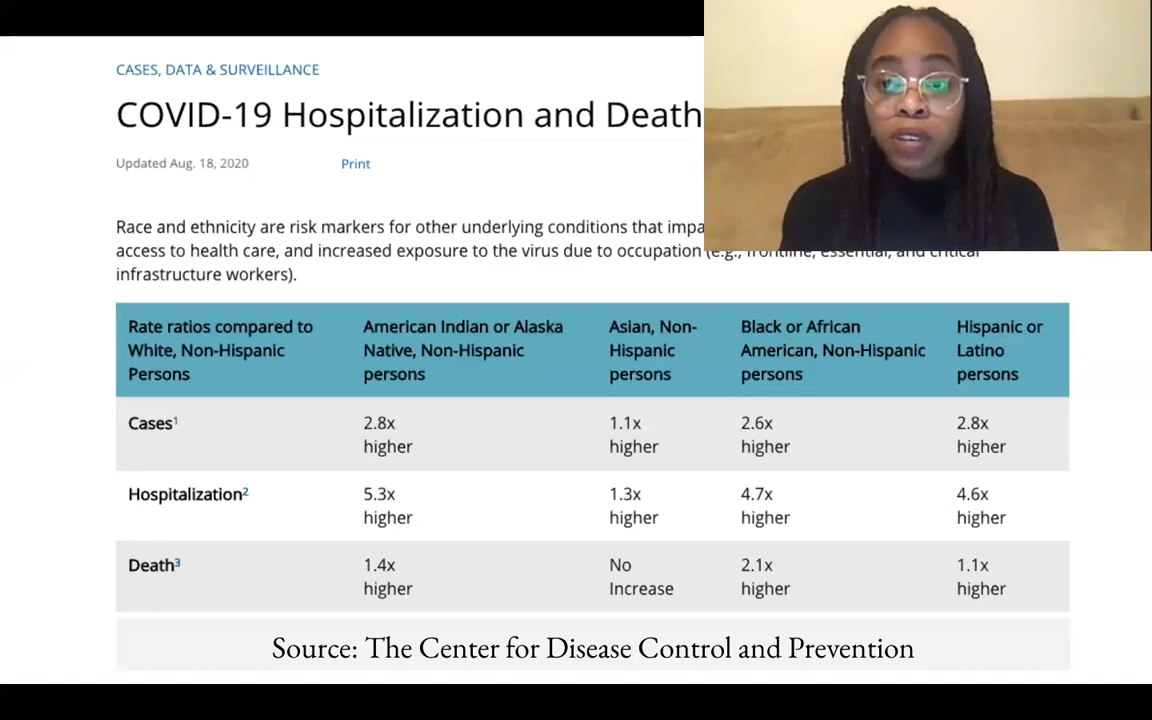 CASES, DATA & SURVEILLANCE
COVID-19 Hospitalization and Death
Updated Aug. 18, 2020 Print
Race and ethnicity are risk markers for other underlying conditions that
access to health care, and increased exposure to the virus due to occupation (e.g., frontline, essential, and critical
infrastructure workers).
Rate ratios compared to White, Non-Hispanic Persons
American Indian or Alaska Native, Non-Hispanic persons
Asian, Non-Hispanic persons
Black or African American, Non-Hispanic persons
Hispanic or Latino persons
Cases1 2.8x higher 1.1x higher 2.6x higher 2.8x higher
Hospitalization2 5.3x higher 1.3x higher 4.7x higher 4.6x higher
Death3 1.4x higher No Increase 2.1x higher 1.1x higher
Source: The Center for Disease Control and Prevention